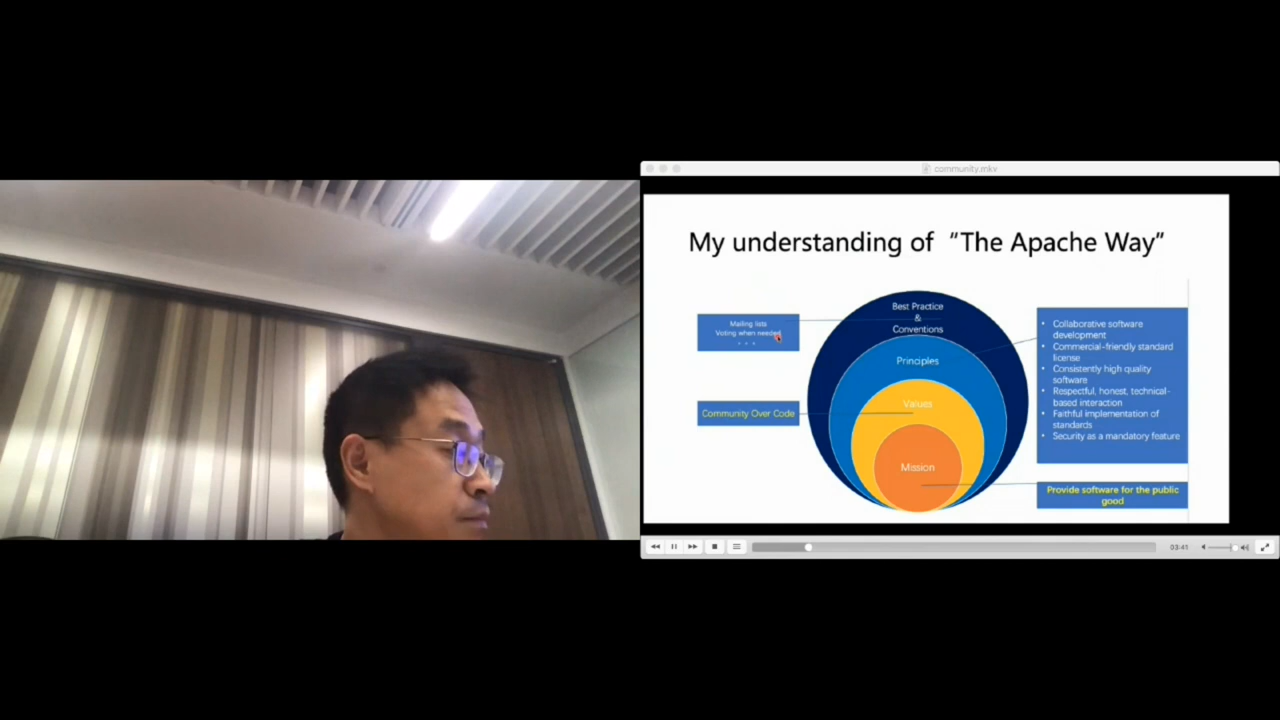 community.mkv
My understanding of “The Apache Way”
Mailing lists
Voting when needed
• • •
Community Over Code
Best Practice
&
Conventions
Principles
Values
Mission
• Collaborative software
development
• Commercial-friendly standard
license
• Consistently high quality
software
• Respectful, honest, technical-
based interaction
• Faithful implementation of
standards
• Security as a mandatory feature
Provide software for the public
good
03:41